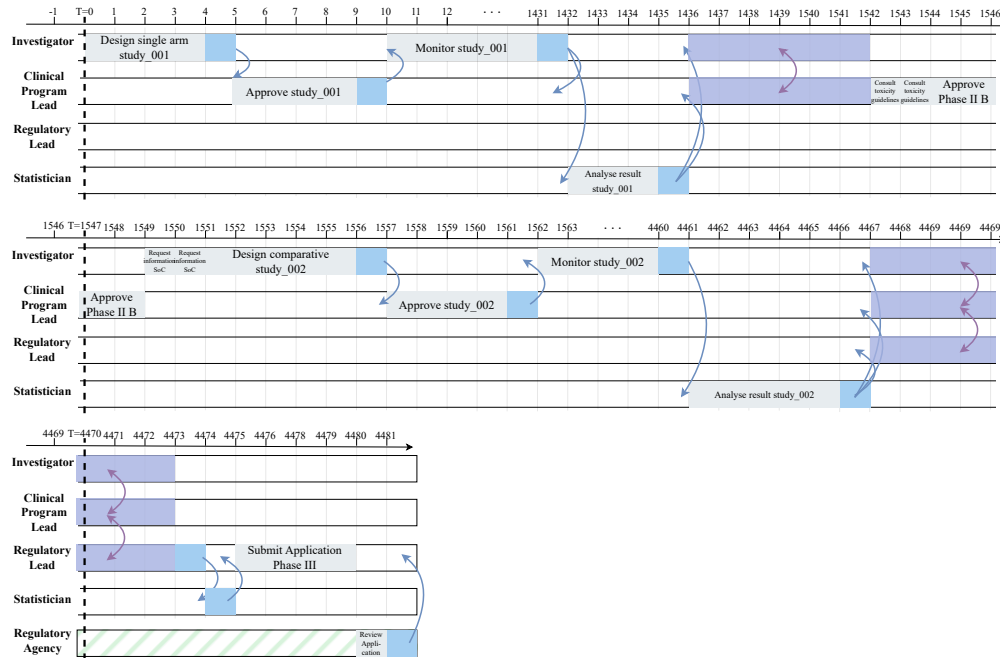 -1 T=0 1 2 3 4 5 6 7 8 9 10 11 12 ... 1431 1432 1433 1434 1435 1436 1437 1540 1541 1542 1543 1544 1545 1546
Investigator
Design single arm
study_001
Monitor study_001
Clinical
Program
Lead
Approve study_001
Consult
toxicity
guidelines
Consult
toxicity
guidelines
Approve
Phase II B
Regulatory
Lead
Statistician
Analyse result
study_001
1546 T=1547 1548 1549 1550 1551 1552 1553 1554 1555 1556 1557 1558 1559 1560 1561 1562 1563 ... 4460 4461 4462 4463 4464 4465 4466 4467 4468 4469 4469 4469
Investigator
Request
information
SoC
Request
information
SoC
Design comparative
study_002
Monitor study_002
Clinical
Program
Lead
Approve
Phase II B
Approve study_002
Regulatory
Lead
Statistician
Analyse result study_002
4469 T=4470 4471 4472 4473 4474 4475 4476 4478 4479 4480 4481
Investigator
Clinical
Program
Lead
Regulatory
Lead
Submit Application
Phase III
Statistician
Regulatory
Agency
Review
Appli-
cation